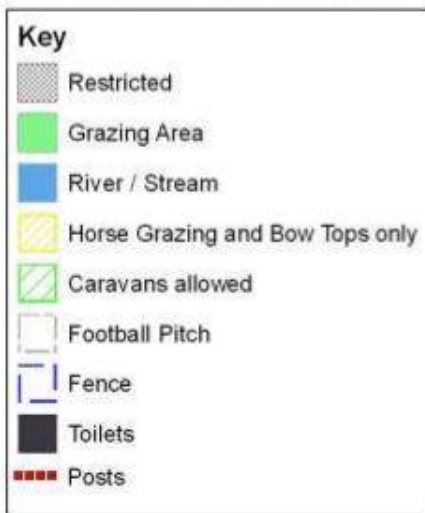 Key
Restricted
Grazing Area
River / Stream
Horse Grazing and Bow Tops only
Caravans allowed
Football Pitch
Fence
Toilets
Posts